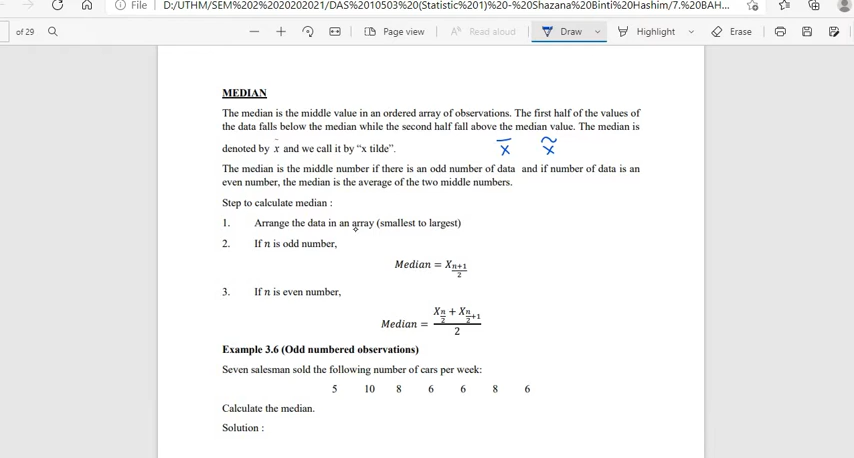 File D:/UTHM/SEM%202%2020202021/DAS%2010503%20(Statistic%201)%20-%20Shazana%20Binti%20Hashim/7.%20BAH...
of 29 Page view Read aloud Draw Highlight Erase
MEDIAN
The median is the middle value in an ordered array of observations. The first half of the values of
the data falls below the median while the second half fall above the median value. The median is
denoted by x̃ and we call it by “x tilde”. x̅ x̃
The median is the middle number if there is an odd number of data and if number of data is an
even number, the median is the average of the two middle numbers.
Step to calculate median :
1. Arrange the data in an array (smallest to largest)
2. If n is odd number,
Median = X_{\frac{n+1}{2}}
3. If n is even number,
Median = \frac{X_{\frac{n}{2}} + X_{\frac{n}{2}+1}}{2}
Example 3.6 (Odd numbered observations)
Seven salesman sold the following number of cars per week:
5 10 8 6 6 8 6
Calculate the median.
Solution :